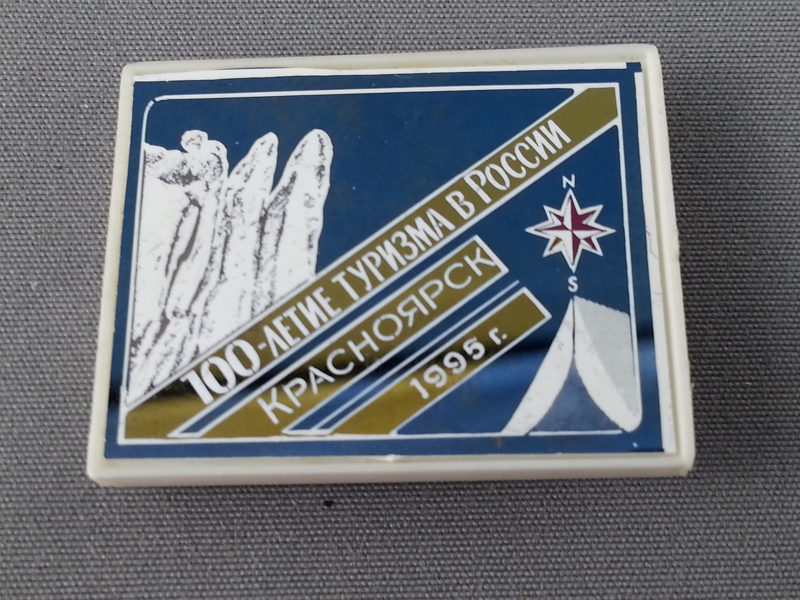 100-ЛЕТИЕ ТУРИЗМА В РОССИИ
КРАСНОЯРСК
1995 г.
N
S